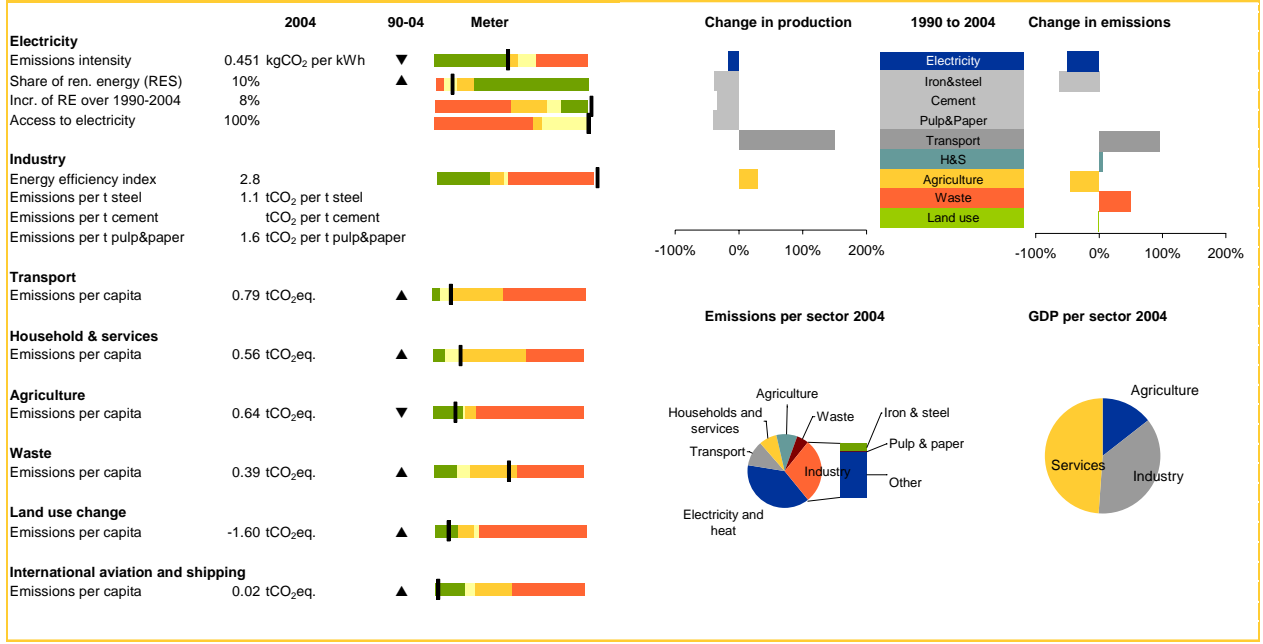 2004 90-04 Meter
Electricity
Emissions intensity 0.451 kgCO₂ per kWh ▼
Share of ren. energy (RES) 10% ▲
Incr. of RE over 1990-2004 8%
Access to electricity 100%
Industry
Energy efficiency index 2.8
Emissions per t steel 1.1 tCO₂ per t steel
Emissions per t cement tCO₂ per t cement
Emissions per t pulp&paper 1.6 tCO₂ per t pulp&paper
Transport
Emissions per capita 0.79 tCO₂eq. ▲
Household & services
Emissions per capita 0.56 tCO₂eq. ▲
Agriculture
Emissions per capita 0.64 tCO₂eq. ▼
Waste
Emissions per capita 0.39 tCO₂eq. ▲
Land use change
Emissions per capita -1.60 tCO₂eq. ▲
International aviation and shipping
Emissions per capita 0.02 tCO₂eq. ▲
Change in production 1990 to 2004 Change in emissions
Electricity
Iron&steel
Cement
Pulp&Paper
Transport
H&S
Agriculture
Waste
Land use
-100% 0% 100% 200%
-100% 0% 100% 200%
Emissions per sector 2004
Agriculture
Households and
services
Waste
Iron & steel
Pulp & paper
Transport
Industry
Other
Electricity and
heat
GDP per sector 2004
Agriculture
Services
Industry